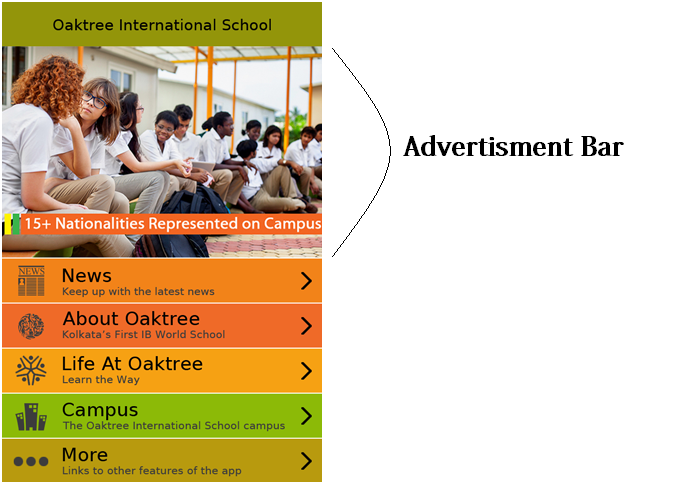 Oaktree International School
15+ Nationalities Represented on Campus
Advertisment Bar
NEWS
News
Keep up with the latest news
About Oaktree
Kolkata's First IB World School
Life At Oaktree
Learn the Way
Campus
The Oaktree International School campus
More
Links to other features of the app